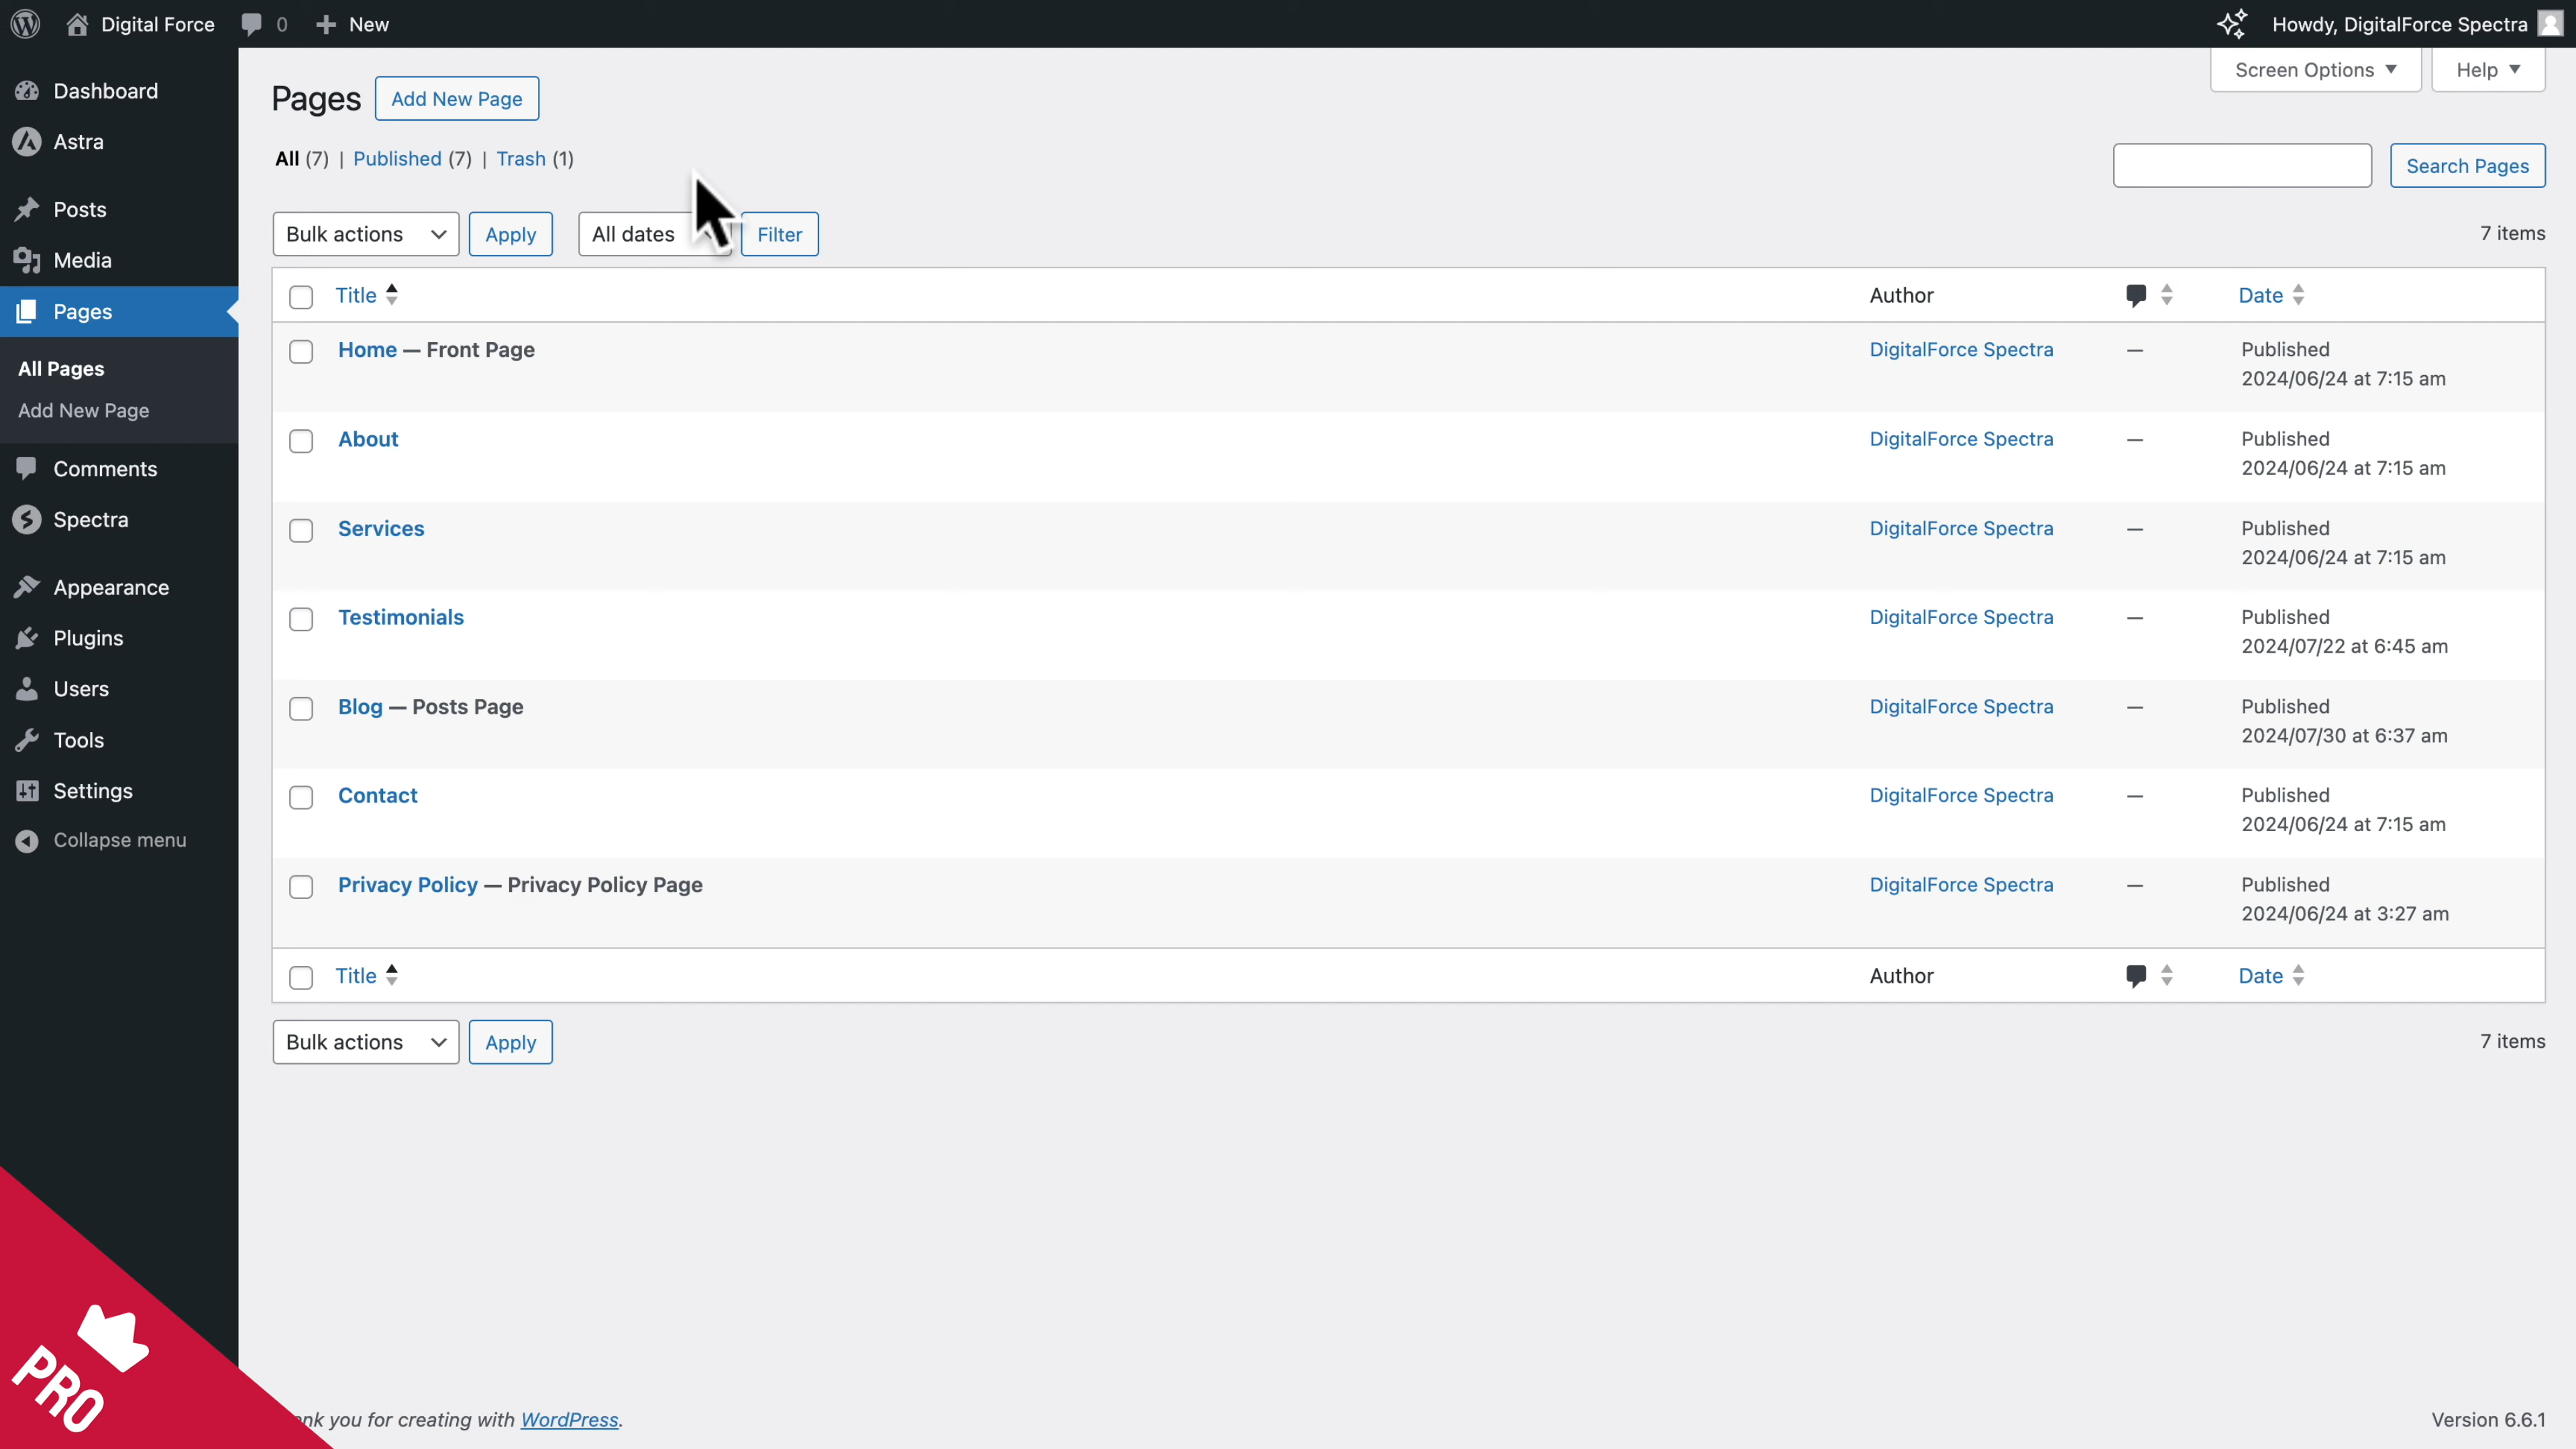 Digital Force 0 New
Howdy, DigitalForce Spectra
Dashboard
Astra
Posts
Media
Pages
All Pages
Add New Page
Comments
Spectra
Appearance
Plugins
Users
Tools
Settings
Collapse menu
Screen Options Help
Pages Add New Page
All (7) | Published (7) | Trash (1)
Search Pages
Bulk actions Apply All dates Filter 7 items
Title Author Date
Home — Front Page DigitalForce Spectra — Published
2024/06/24 at 7:15 am
About DigitalForce Spectra — Published
2024/06/24 at 7:15 am
Services DigitalForce Spectra — Published
2024/06/24 at 7:15 am
Testimonials DigitalForce Spectra — Published
2024/07/22 at 6:45 am
Blog — Posts Page DigitalForce Spectra — Published
2024/07/30 at 6:37 am
Contact DigitalForce Spectra — Published
2024/06/24 at 7:15 am
Privacy Policy — Privacy Policy Page DigitalForce Spectra — Published
2024/06/24 at 3:27 am
Title Author Date
Bulk actions Apply 7 items
PRO
you for creating with WordPress.
Version 6.6.1